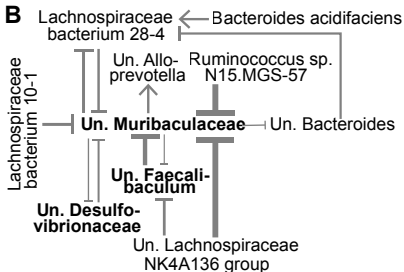 B
Lachnospiraceae
bacterium 28-4
Bacteroides acidifaciens
Un. Allo-
prevotella
Ruminococcus sp.
N15.MGS-57
Lachnospiraceae
bacterium 10-1
Un. Muribaculaceae
Un. Bacteroides
Un. Faecali-
baculum
Un. Desulfo-
vibrionaceae
Un. Lachnospiraceae
NK4A136 group